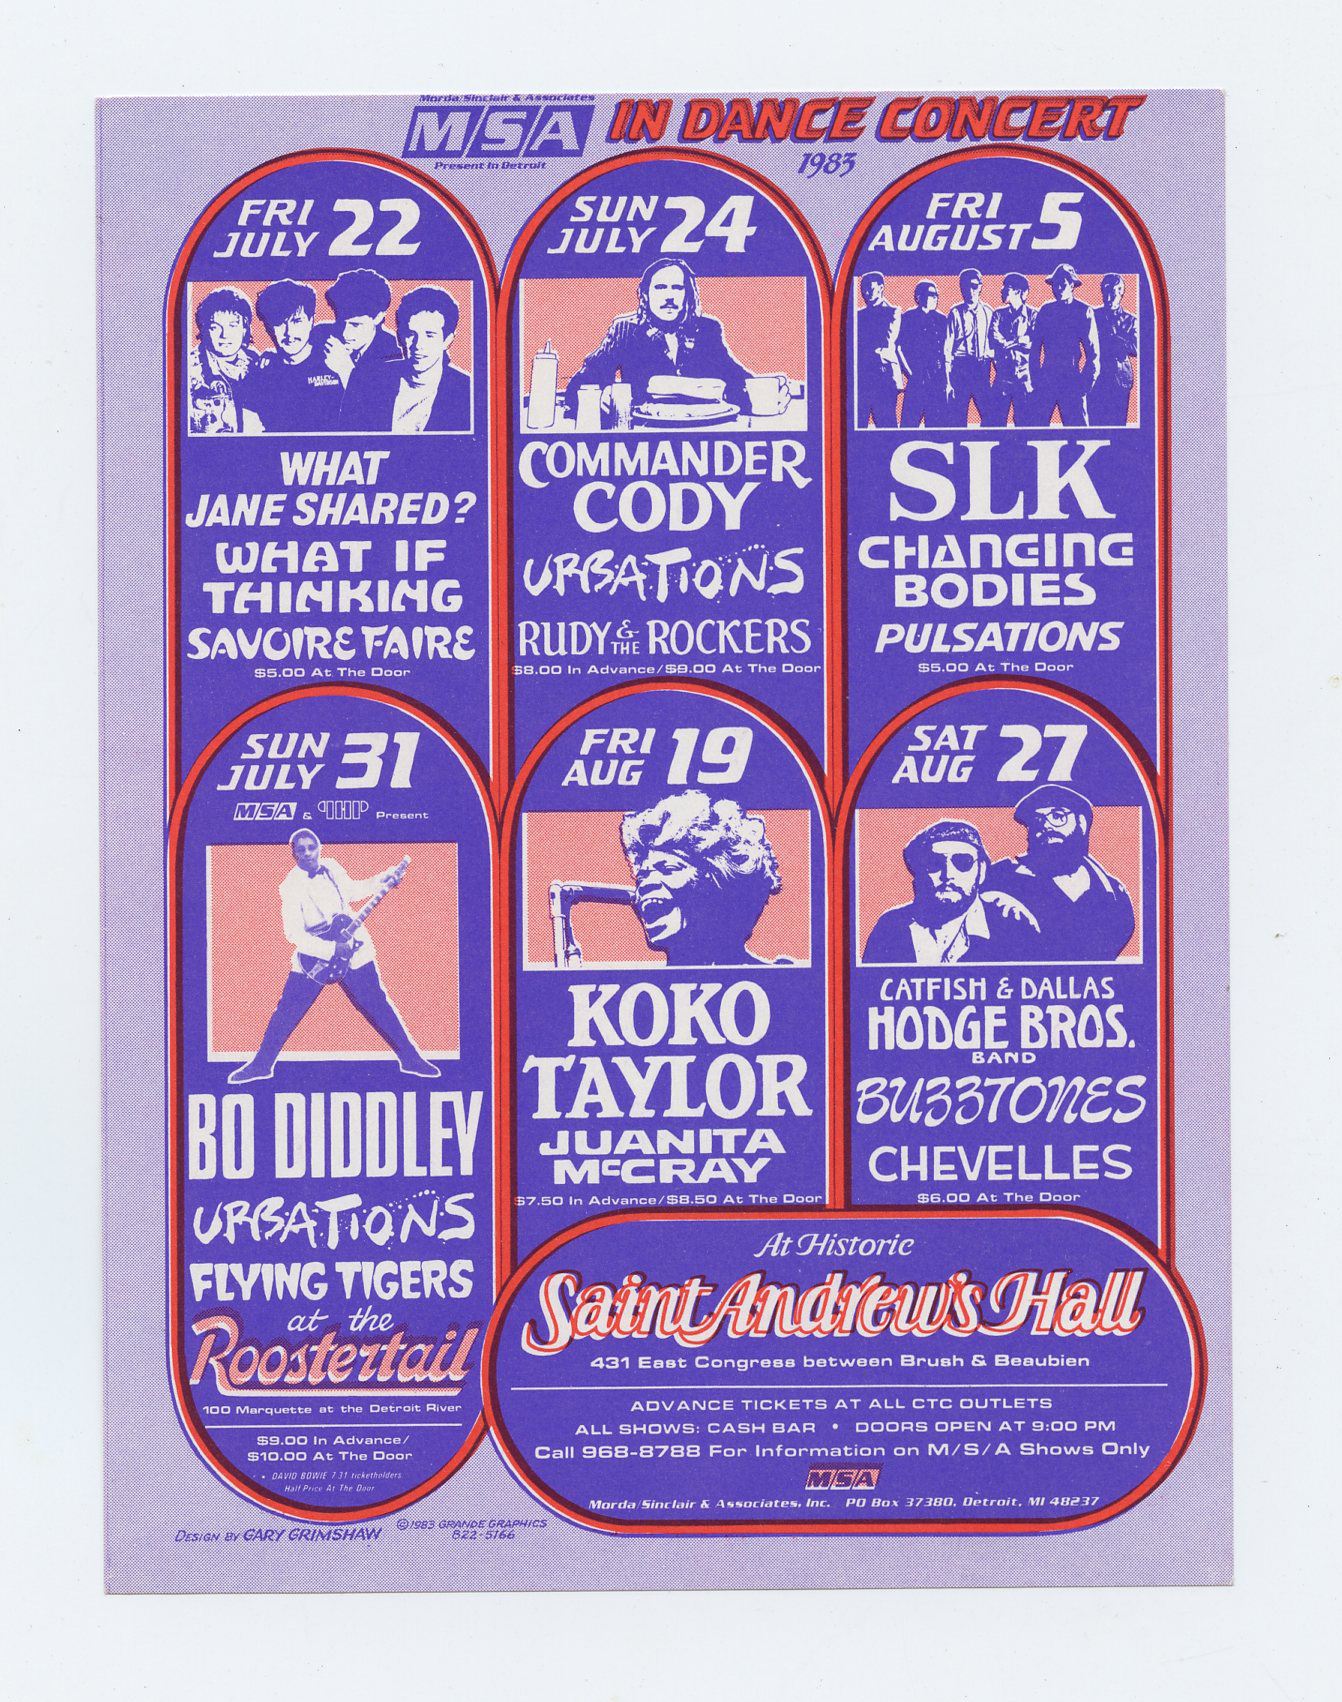 Morda/Sinclair & Associates
M/S/A IN DANCE CONCERT
Present In Detroit
1983
FRI
JULY 22
HARLEY-DAVIDSON
WHAT
JANE SHARED?
WHAT IF
THINKING
SAVOIRE FAIRE
$5.00 At The Door
SUN
JULY 24
COMMANDER
CODY
URBATIONS
RUDY & THE ROCKERS
$8.00 In Advance/$9.00 At The Door
FRI
AUGUST 5
SLK
CHANGING
BODIES
PULSATIONS
$5.00 At The Door
SUN
JULY 31
M/S/A & Present
BO DIDDLEY
URBATIONS
FLYING TIGERS
at the
Roostertail
100 Marquette at the Detroit River
$9.00 In Advance/
$10.00 At The Door
• DAVID BOWIE 7 31 ticketholders
Half Price At The Door
FRI
AUG 19
KOKO
TAYLOR
JUANITA
McCRAY
$7.50 In Advance/$8.50 At The Door
SAT
AUG 27
CATFISH & DALLAS
HODGE BROS.
BAND
BUZZTONES
CHEVELLES
$6.00 At The Door
At Historic
Saint Andrew's Hall
431 East Congress between Brush & Beaubien
ADVANCE TICKETS AT ALL CTC OUTLETS
ALL SHOWS: CASH BAR • DOORS OPEN AT 9:00 PM
Call 968-8788 For Information on M/S/A Shows Only
M/S/A
Morda/Sinclair & Associates, Inc. PO Box 37380, Detroit, MI 48237
DESIGN BY GARY GRIMSHAW
©1983 GRANDE GRAPHICS
822-5166